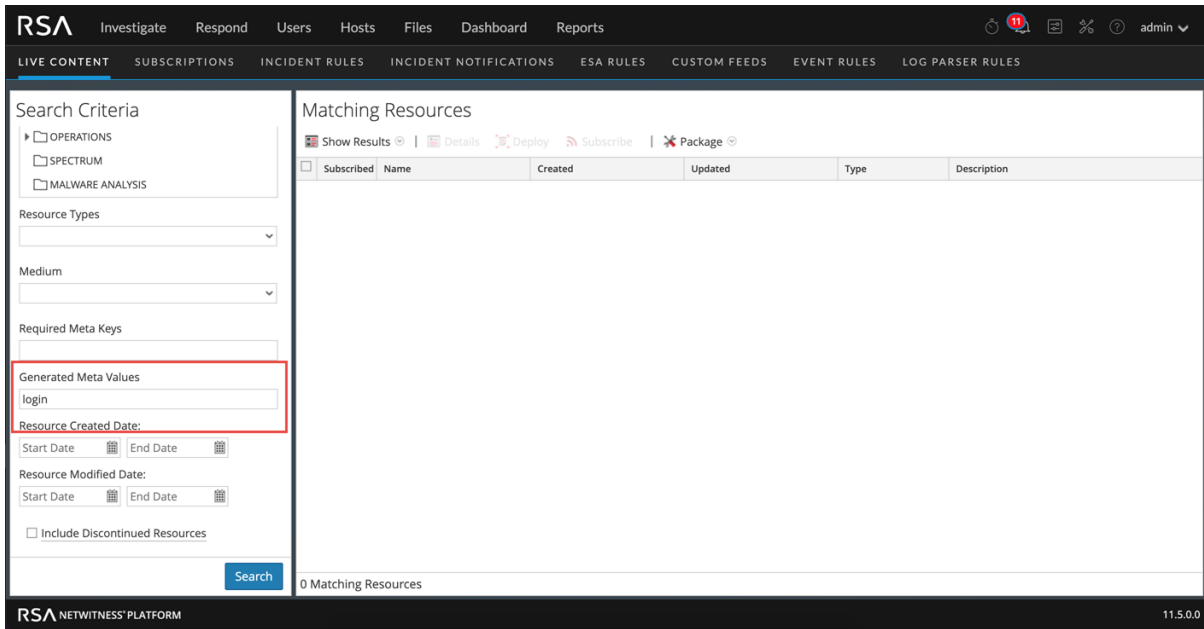 RSA Investigate Respond Users Hosts Files Dashboard Reports 11 admin
LIVE CONTENT SUBSCRIPTIONS INCIDENT RULES INCIDENT NOTIFICATIONS ESA RULES CUSTOM FEEDS EVENT RULES LOG PARSER RULES
Search Criteria
OPERATIONS
SPECTRUM
MALWARE ANALYSIS
Resource Types
Medium
Required Meta Keys
Generated Meta Values
login
Resource Created Date:
Start Date End Date
Resource Modified Date:
Start Date End Date
Include Discontinued Resources
Search
Matching Resources
Show Results | Details Deploy Subscribe | Package
Subscribed Name Created Updated Type Description
0 Matching Resources
RSA NETWITNESS® PLATFORM 11.5.0.0